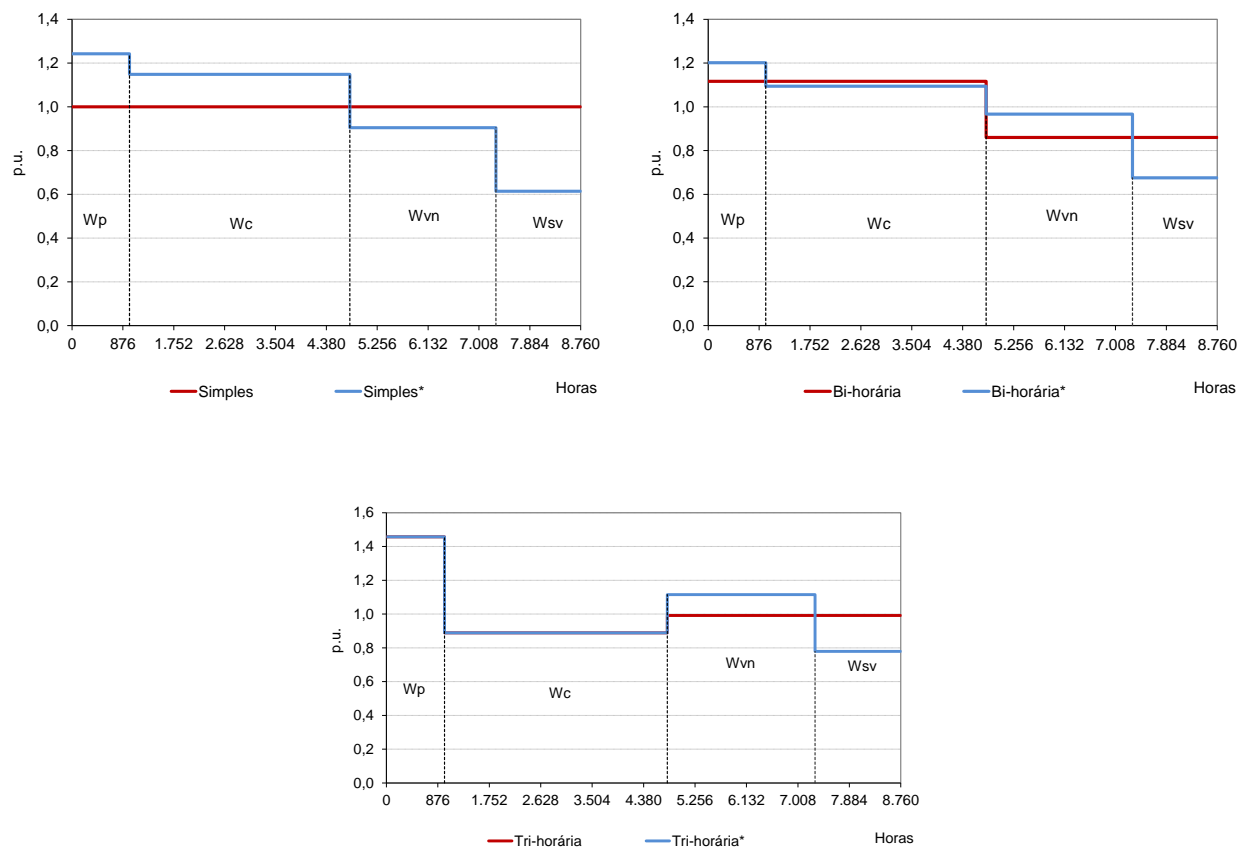 1,4
1,2
1,0
0,8
0,6
0,4
0,2
0,0
p.u.
Wp
Wc
Wvn
Wsv
0 876 1.752 2.628 3.504 4.380 5.256 6.132 7.008 7.884 8.760
Simples Simples* Horas
1,4
1,2
1,0
0,8
0,6
0,4
0,2
0,0
p.u.
Wp
Wc
Wvn
Wsv
0 876 1.752 2.628 3.504 4.380 5.256 6.132 7.008 7.884 8.760
Bi-horária Bi-horária* Horas
1,6
1,4
1,2
1,0
0,8
0,6
0,4
0,2
0,0
p.u.
Wp
Wc
Wvn
Wsv
0 876 1.752 2.628 3.504 4.380 5.256 6.132 7.008 7.884 8.760
Tri-horária Tri-horária* Horas